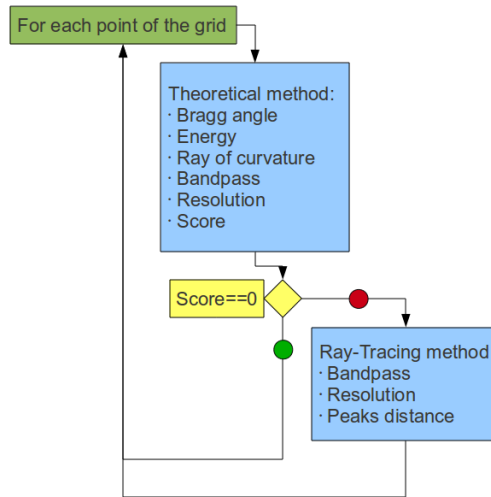 For each point of the grid
Theoretical method:
· Bragg angle
· Energy
· Ray of curvature
· Bandpass
· Resolution
· Score
Score==0
Ray-Tracing method
· Bandpass
· Resolution
· Peaks distance